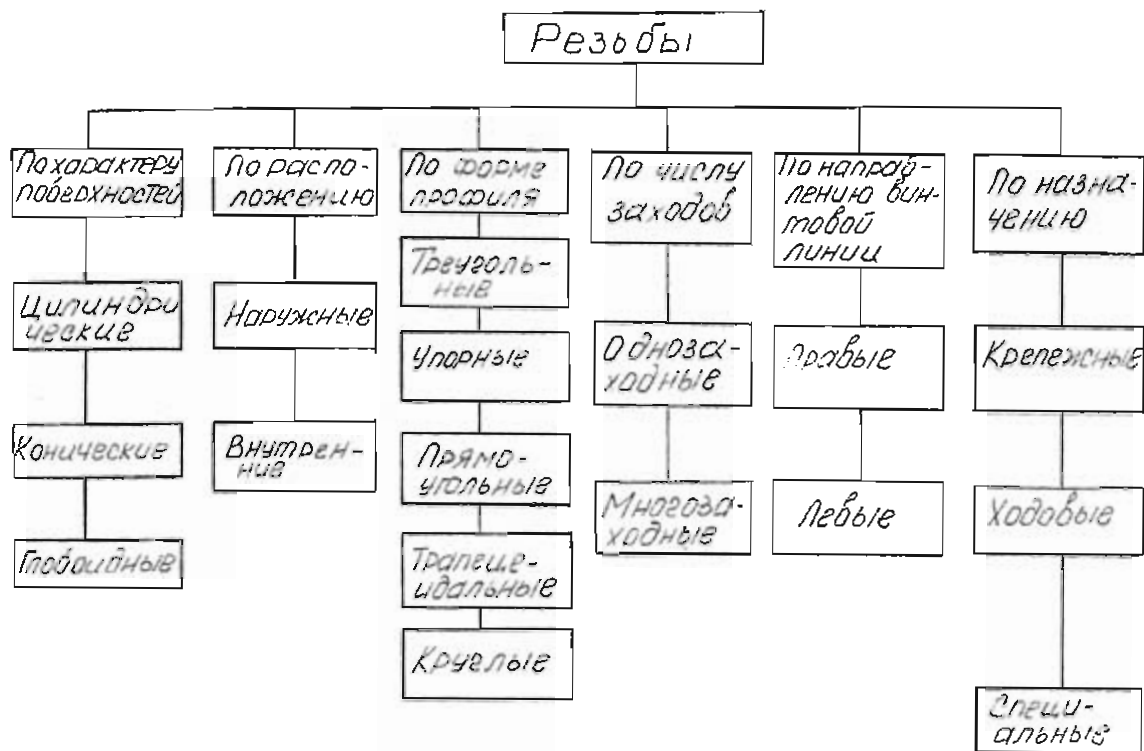 Резьбы
По характеру
поверхностей
Цилиндри
ческие
Конические
Глобоидные
По распо-
ложению
Наружные
Внутрен-
ние
По форме
профиля
Треуголь-
ные
Упорные
Прямо-
угольные
Трапеце-
идальные
Круглые
По числу
заходов
Однозa-
ходные
Многоза-
ходные
По направ-
лению вин-
товой
линии
Правые
Левые
По назна-
чению
Крепежные
Ходовые
Специ-
альные